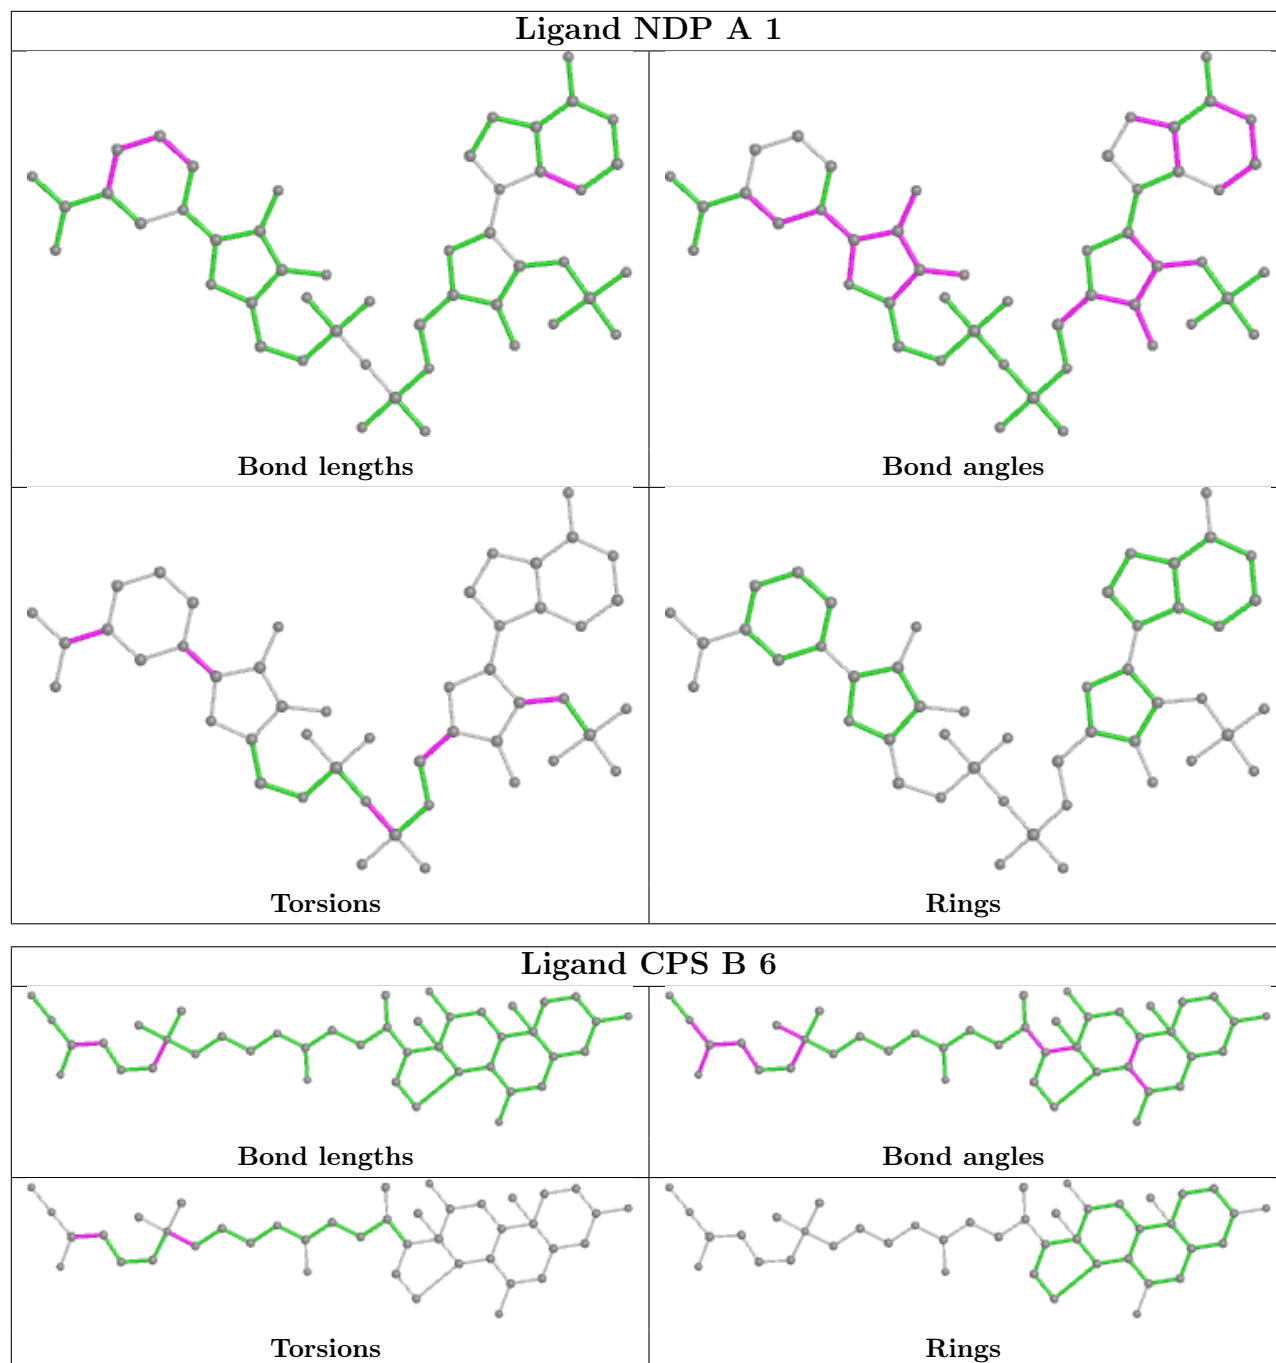 Ligand NDP A 1
Bond lengths
Bond angles
Torsions
Rings
Ligand CPS B 6
Bond lengths
Bond angles
Torsions
Rings